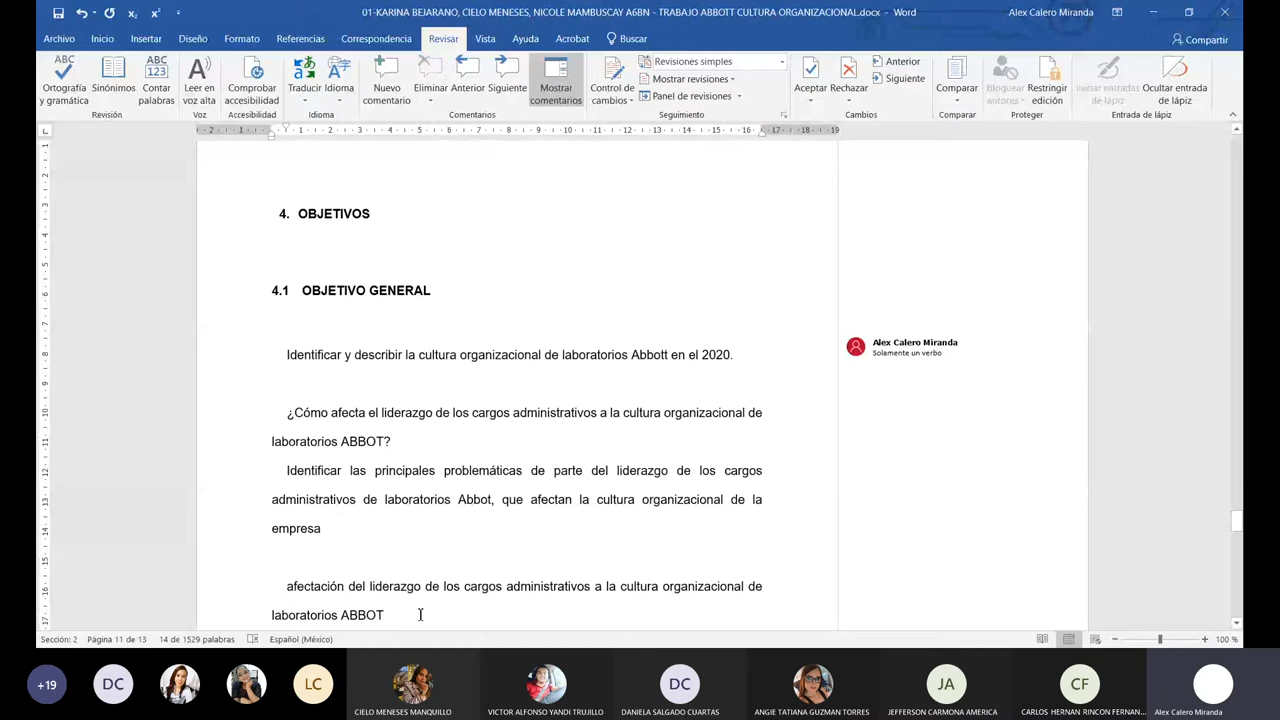 01-KARINA BEJARANO, CIELO MENESES, NICOLE MAMBUSCAY A6BN - TRABAJO ABBOTT CULTURA ORGANIZACIONAL.docx - Word
Alex Calero Miranda
Archivo Inicio Insertar Diseño Formato Referencias Correspondencia Revisar Vista Ayuda Acrobat Buscar
Compartir
Ortografía y gramática
Sinónimos
Contar palabras
Leer en voz alta
Comprobar accesibilidad
Traducir
Idioma
Nuevo comentario
Eliminar
Anterior
Siguiente
Mostrar comentarios
Control de cambios
Revisiones simples
Mostrar revisiones
Panel de revisiones
Aceptar
Rechazar
Anterior
Siguiente
Comparar
Bloquear autores
Restringir edición
Iniciar entradas de lápiz
Ocultar entrada de lápiz
Revisión Voz Accesibilidad Idioma Comentarios Seguimiento Cambios Comparar Proteger Entrada de lápiz
4. OBJETIVOS
4.1 OBJETIVO GENERAL
Identificar y describir la cultura organizacional de laboratorios Abbott en el 2020.
Alex Calero Miranda
Solamente un verbo
¿Cómo afecta el liderazgo de los cargos administrativos a la cultura organizacional de
laboratorios ABBOT?
Identificar las principales problemáticas de parte del liderazgo de los cargos
administrativos de laboratorios Abbot, que afectan la cultura organizacional de la
empresa
afectación del liderazgo de los cargos administrativos a la cultura organizacional de
laboratorios ABBOT
Sección: 2 Página 11 de 13 14 de 1529 palabras Español (México) 100 %
+19 DC LC DC JA CF
CIELO MENESES MANQUILLO VICTOR ALFONSO YANDI TRUJILLO DANIELA SALGADO CUARTAS ANGIE TATIANA GUZMAN TORRES JEFFERSON CARMONA AMERICA CARLOS HERNAN RINCON FERNAN... Alex Calero Miranda